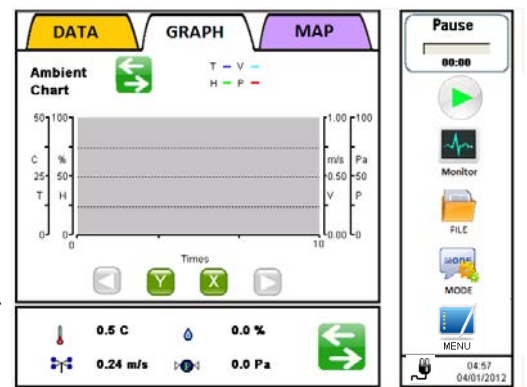 DATA GRAPH MAP
Ambient
Chart
T V
H P
50 100 1.00 100
C % m/s Pa
25 50 0.50 50
T H V P
0 0 0.00 0
0 10
Times
Y X
0.5 C 0.0 %
0.24 m/s P 0.0 Pa
Pause
00:00
Monitor
FILE
MODE
MODE
MENU
04:57
04/01/2012